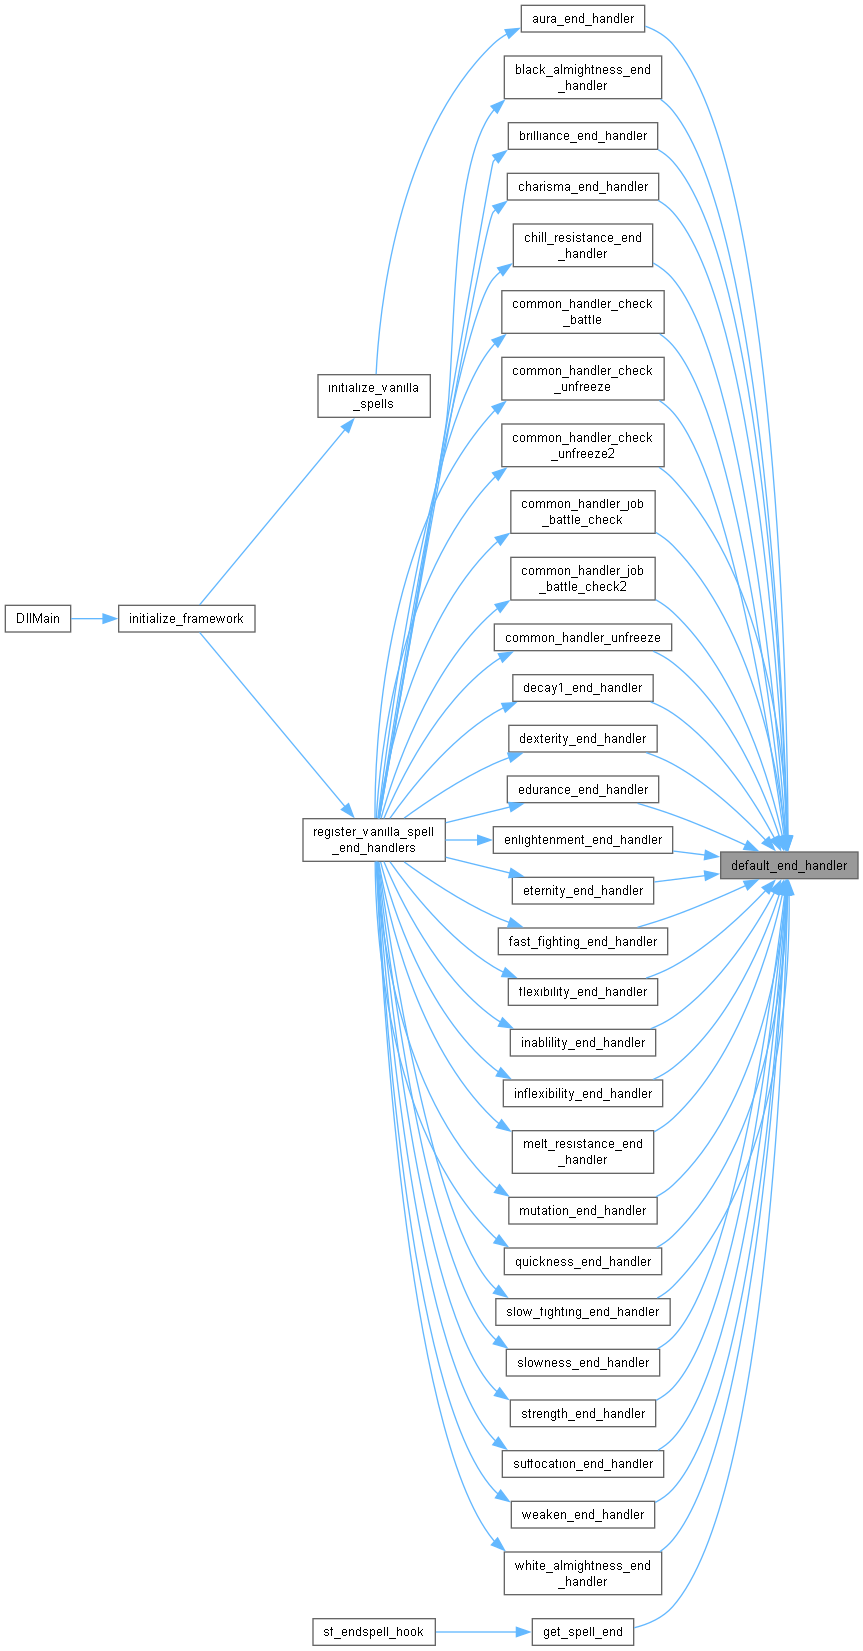 aura_end_handler
black_almightness_end
_handler
brilliance_end_handler
charisma_end_handler
chill_resistance_end
_handler
common_handler_check
_battle
common_handler_check
_unfreeze
initialize_vanilla
_spells
common_handler_check
_unfreeze2
common_handler_job
_battle_check
common_handler_job
_battle_check2
DllMain
initialize_framework
common_handler_unfreeze
decay1_end_handler
dexterity_end_handler
edurance_end_handler
register_vanilla_spell
_end_handlers
enlightenment_end_handler
default_end_handler
eternity_end_handler
fast_fighting_end_handler
flexibility_end_handler
inablility_end_handler
inflexibility_end_handler
melt_resistance_end
_handler
mutation_end_handler
quickness_end_handler
slow_fighting_end_handler
slowness_end_handler
strength_end_handler
suffocation_end_handler
weaken_end_handler
white_almightness_end
_handler
sf_endspell_hook
get_spell_end